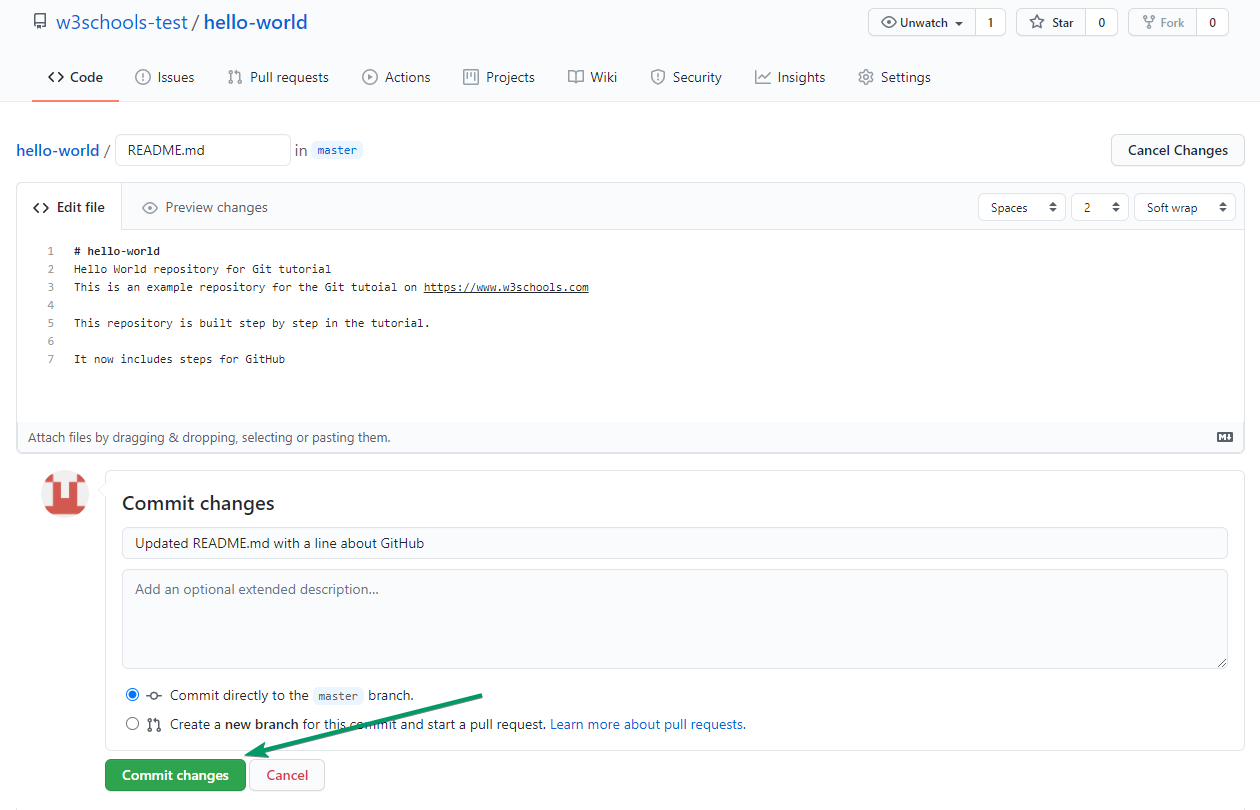 w3schools-test / hello-world
Unwatch 1 Star 0 Fork 0
Code Issues Pull requests Actions Projects Wiki Security Insights Settings
hello-world / README.md in master Cancel Changes
Edit file Preview changes Spaces 2 Soft wrap
1 # hello-world
2 Hello World repository for Git tutorial
3 This is an example repository for the Git tutoial on https://www.w3schools.com
4
5 This repository is built step by step in the tutorial.
6
7 It now includes steps for GitHub
Attach files by dragging & dropping, selecting or pasting them.
Commit changes
Updated README.md with a line about GitHub
Add an optional extended description...
Commit directly to the master branch.
Create a new branch for this commit and start a pull request. Learn more about pull requests.
Commit changes Cancel